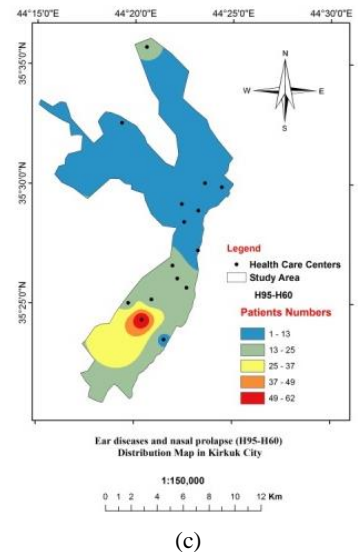 44°15'0"E 44°20'0"E 44°25'0"E 44°30'0"E
35°35'0"N
35°30'0"N
35°25'0"N
N
W E
S
Legend
Health Care Centers
Study Area
H95-H60
Patients Numbers
1 - 13
13 - 25
25 - 37
37 - 49
49 - 62
Ear diseases and nasal prolapse (H95-H60)
Distribution Map in Kirkuk City
1:150,000
0 1 2 4 6 8 10 12 Km
(c)